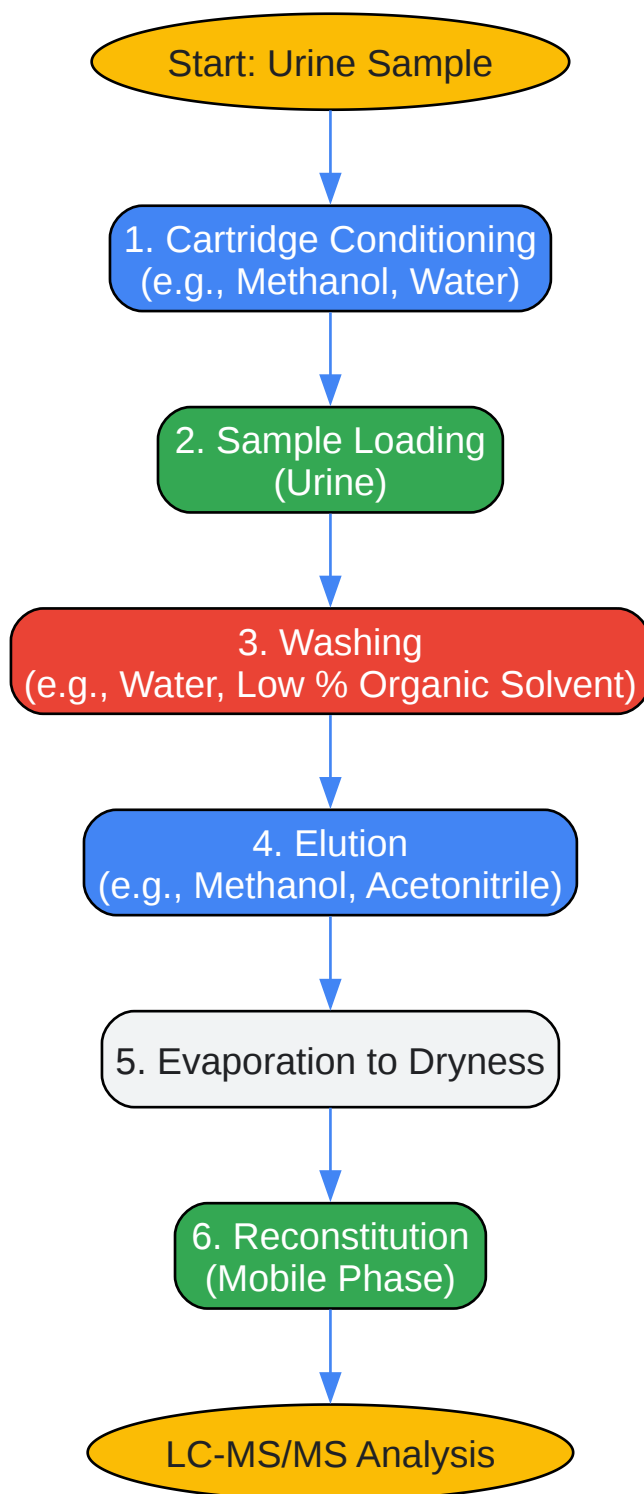 Start: Urine Sample
1. Cartridge Conditioning
(e.g., Methanol, Water)
2. Sample Loading
(Urine)
3. Washing
(e.g., Water, Low % Organic Solvent)
4. Elution
(e.g., Methanol, Acetonitrile)
5. Evaporation to Dryness
6. Reconstitution
(Mobile Phase)
LC-MS/MS Analysis